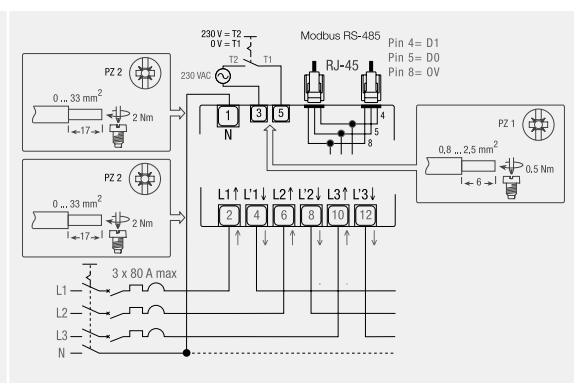 230 V = T2
0 V = T1
Modbus RS-485
Pin 4= D1
Pin 5= D0
Pin 8= 0V
PZ 2
T2
T1
RJ-45
230 VAC
0 ... 33 mm²
2 Nm
17
1
3
5
N
4
5
8
PZ 1
0,8 ... 2,5 mm²
0.5 Nm
6
PZ 2
0 ... 33 mm²
2 Nm
17
L1↑ L'1↓ L2↑ L'2↓ L3↑ L'3↓
2 4 6 8 10 12
3 x 80 A max
L1
L2
L3
N